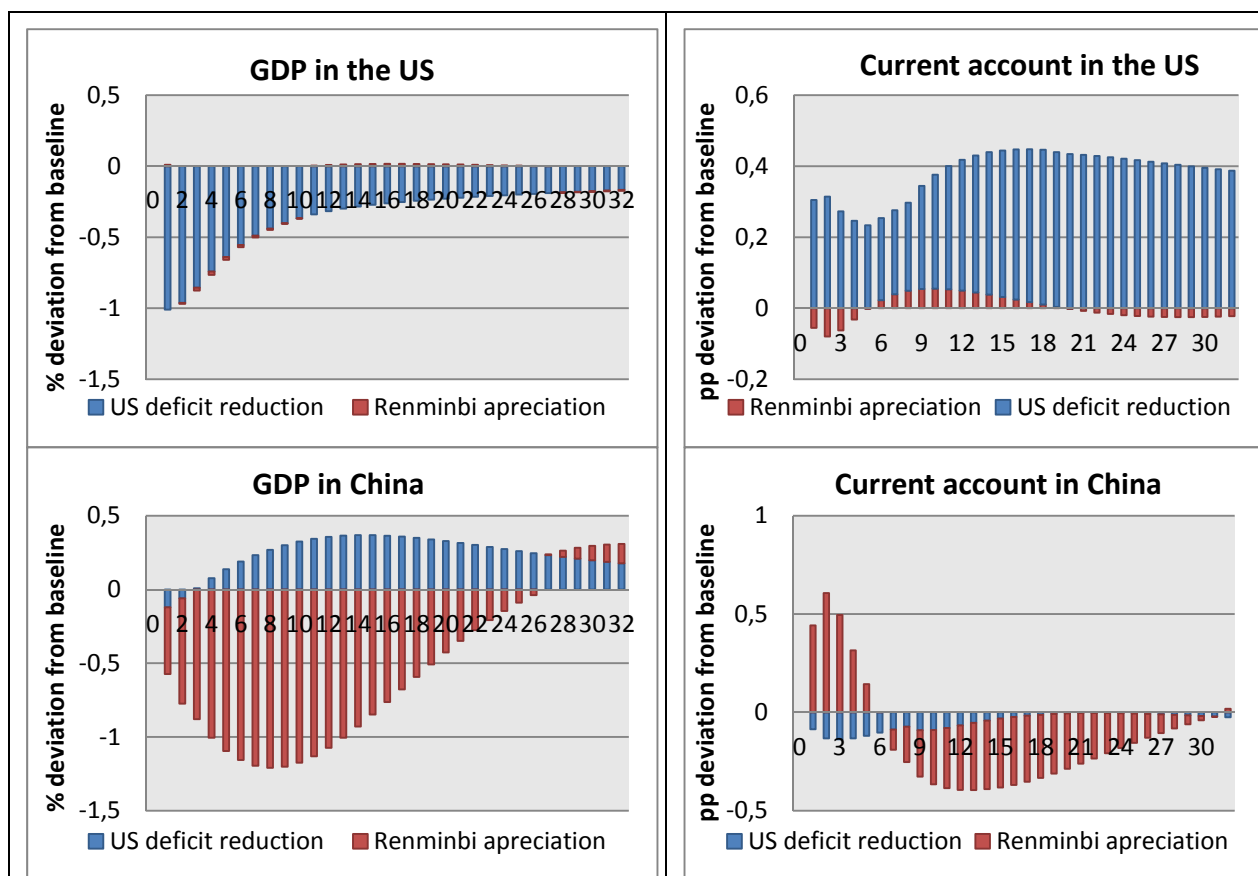 GDP in the US
% deviation from baseline
0,5
0
-0,5
-1
-1,5
0 2 4 6 8 10 12 14 16 18 20 22 24 26 28 30 32
US deficit reduction Renminbi apreciation
Current account in the US
pp deviation from baseline
0,6
0,4
0,2
0
-0,2
0 3 6 9 12 15 18 21 24 27 30
Renminbi apreciation US deficit reduction
GDP in China
% deviation from baseline
0,5
0
-0,5
-1
-1,5
0 2 4 6 8 10 12 14 16 18 20 22 24 26 28 30 32
US deficit reduction Renminbi apreciation
Current account in China
pp deviation from baseline
1
0,5
0
-0,5
0 3 6 9 12 15 18 21 24 27 30
US deficit reduction Renminbi apreciation